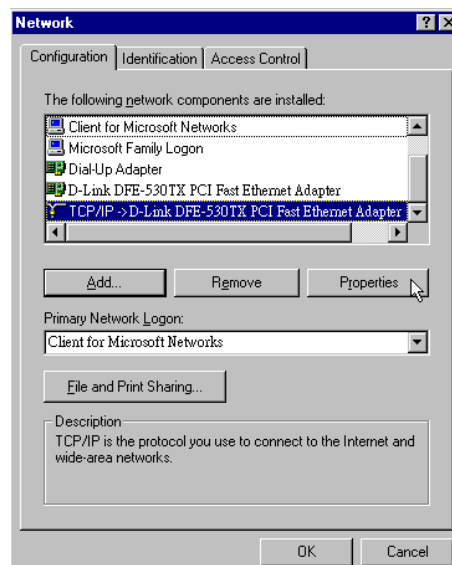 Network
Configuration Identification Access Control
The following network components are installed:
Client for Microsoft Networks
Microsoft Family Logon
Dial-Up Adapter
D-Link DFE-530TX PCI Fast Ethernet Adapter
TCP/IP ->D-Link DFE-530TX PCI Fast Ethernet Adapter
Add... Remove Properties
Primary Network Logon:
Client for Microsoft Networks
File and Print Sharing...
Description
TCP/IP is the protocol you use to connect to the Internet and
wide-area networks.
OK Cancel